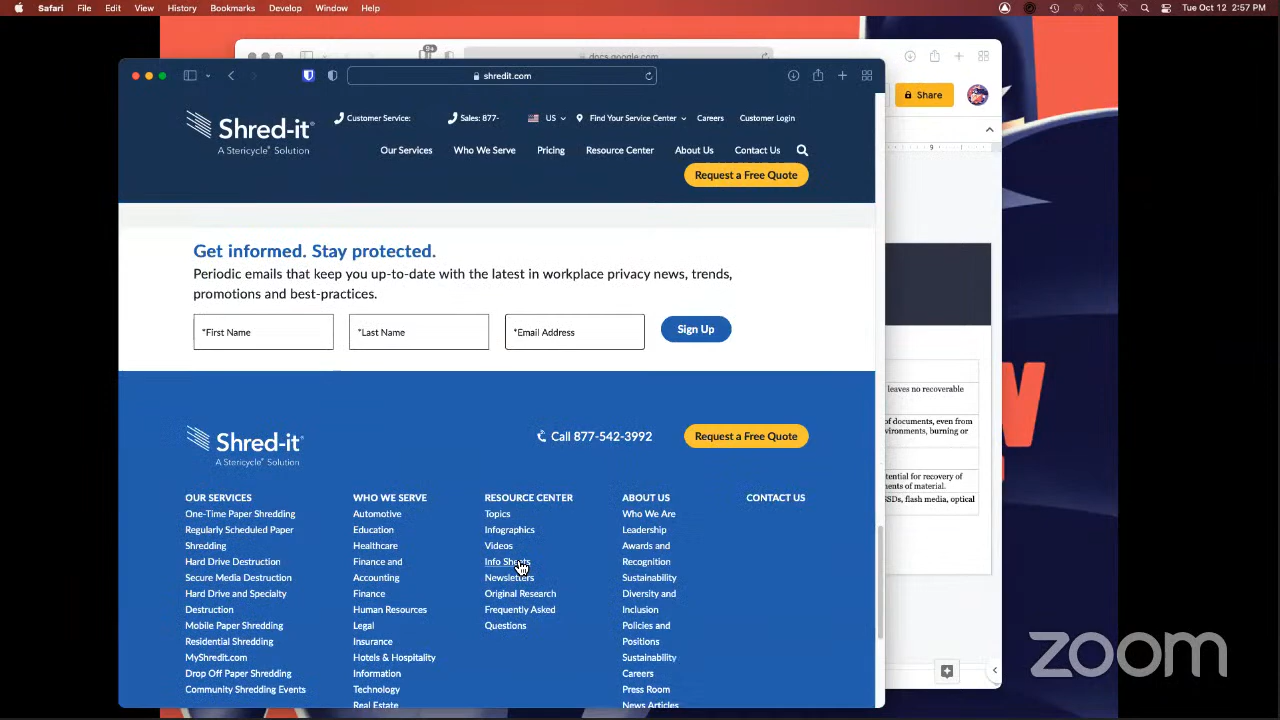 Safari File Edit View History Bookmarks Develop Window Help
Tue Oct 12 2:57 PM
9+
docs.google.com
shredit.com
Share
Shred-it®
A Stericycle® Solution
Customer Service:
Sales: 877-
US
Find Your Service Center
Careers
Customer Login
Our Services
Who We Serve
Pricing
Resource Center
About Us
Contact Us
Request a Free Quote
9
Get informed. Stay protected.
Periodic emails that keep you up-to-date with the latest in workplace privacy news, trends,
promotions and best-practices.
*First Name
*Last Name
*Email Address
Sign Up
leaves no recoverable
of documents, even from
vironments, burning or
tential for recovery of
ments of material.
SSDs, flash media, optical
Shred-it®
A Stericycle® Solution
Call 877-542-3992
Request a Free Quote
OUR SERVICES
One-Time Paper Shredding
Regularly Scheduled Paper
Shredding
Hard Drive Destruction
Secure Media Destruction
Hard Drive and Specialty
Destruction
Mobile Paper Shredding
Residential Shredding
MyShredit.com
Drop Off Paper Shredding
Community Shredding Events
WHO WE SERVE
Automotive
Education
Healthcare
Finance and
Accounting
Finance
Human Resources
Legal
Insurance
Hotels & Hospitality
Information
Technology
Real Estate
RESOURCE CENTER
Topics
Infographics
Videos
Info Sheets
Newsletters
Original Research
Frequently Asked
Questions
ABOUT US
Who We Are
Leadership
Awards and
Recognition
Sustainability
Diversity and
Inclusion
Policies and
Positions
Sustainability
Careers
Press Room
News Articles
CONTACT US
W
zoom